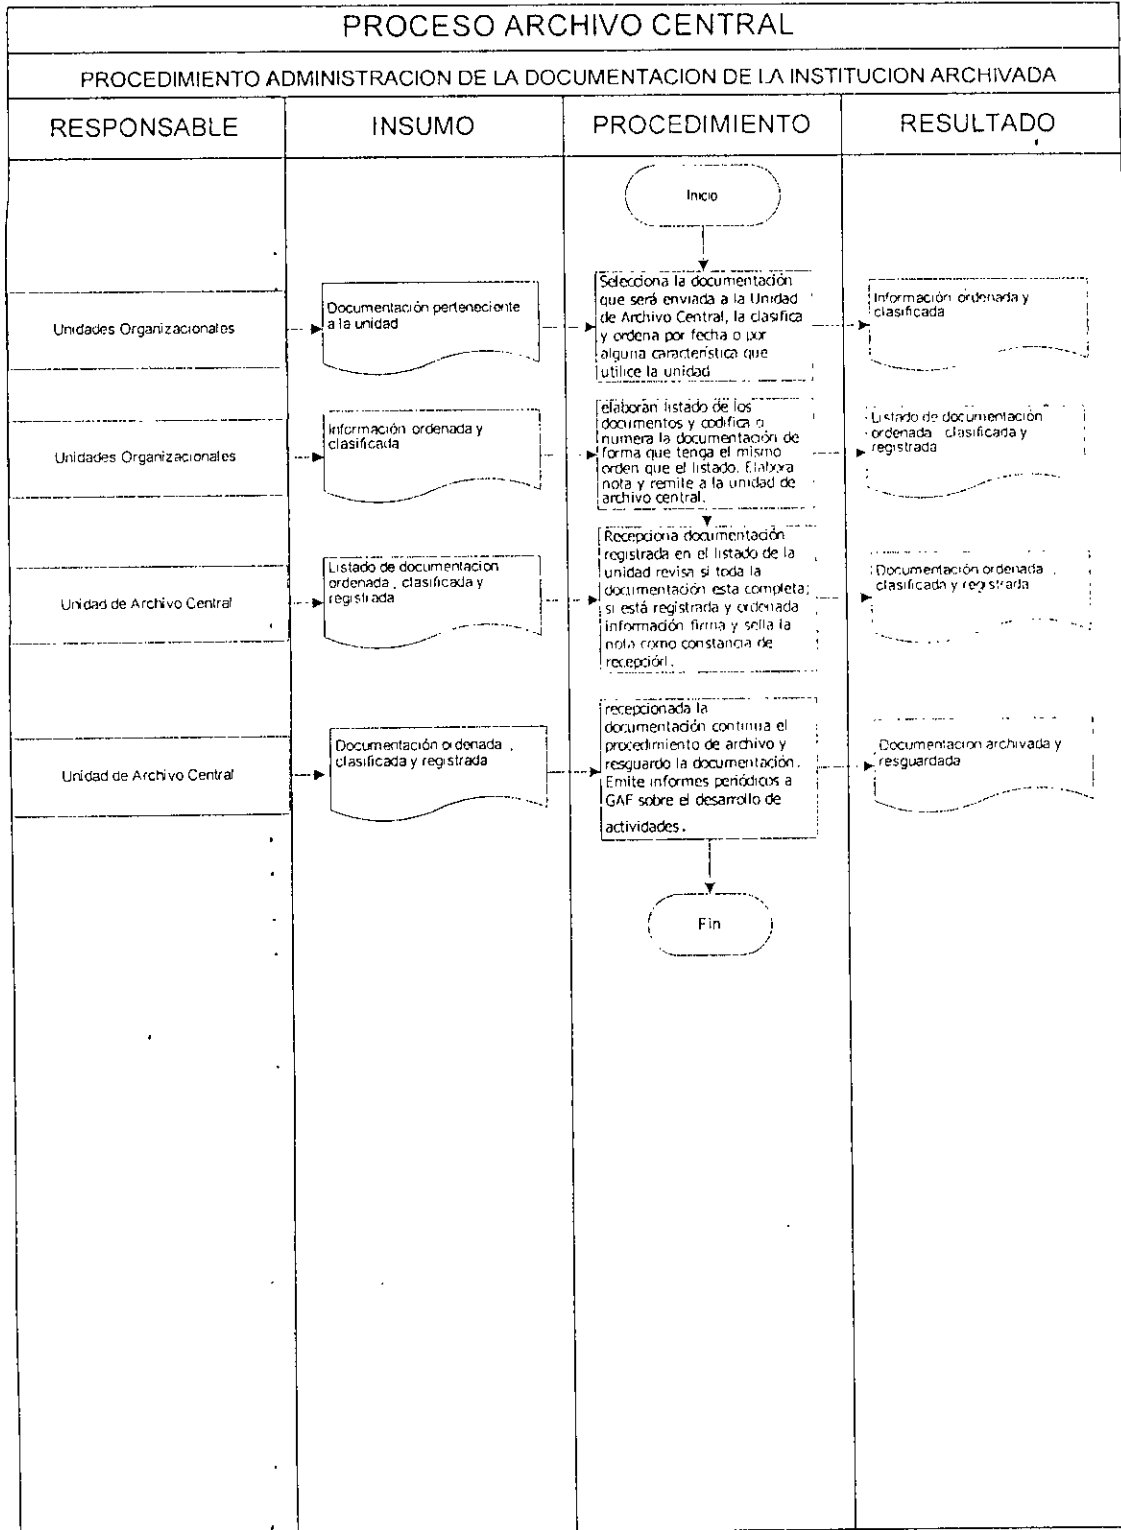 PROCESO ARCHIVO CENTRAL
PROCEDIMIENTO ADMINISTRACION DE LA DOCUMENTACION DE LA INSTITUCION ARCHIVADA
RESPONSABLE
INSUMO
PROCEDIMIENTO
RESULTADO
Inicio
Unidades Organizacionales
Documentación perteneciente
a la unidad
Selecciona la documentación
que será enviada a la Unidad
de Archivo Central, la clasifica
y ordena por fecha o por
alguna característica que
utilice la unidad
Información ordenada y
clasificada
Unidades Organizacionales
Información ordenada y
clasificada
elaborán listado de los
documentos y codifica o
numera la documentación de
forma que tenga el mismo
orden que el listado. Elabora
nota y remite a la unidad de
archivo central.
Listado de documentación
ordenada clasificada y
registrada
Unidad de Archivo Central
Listado de documentacion
ordenada , clasificada y
registrada
Recepciona documentación
registrada en el listado de la
unidad revisa si toda la
documentación esta completa;
si está registrada y ordenada
información firma y sella la
nota como constancia de
recepción.
Documentación ordenada ,
clasificada y registrada
Unidad de Archivo Central
Documentación ordenada ,
clasificada y registrada
recepcionada la
documentación continua el
procedimiento de archivo y
resguardo la documentación.
Emite informes periódicos a
GAF sobre el desarrollo de
actividades.
Documentacion archivada y
resguardada
Fin